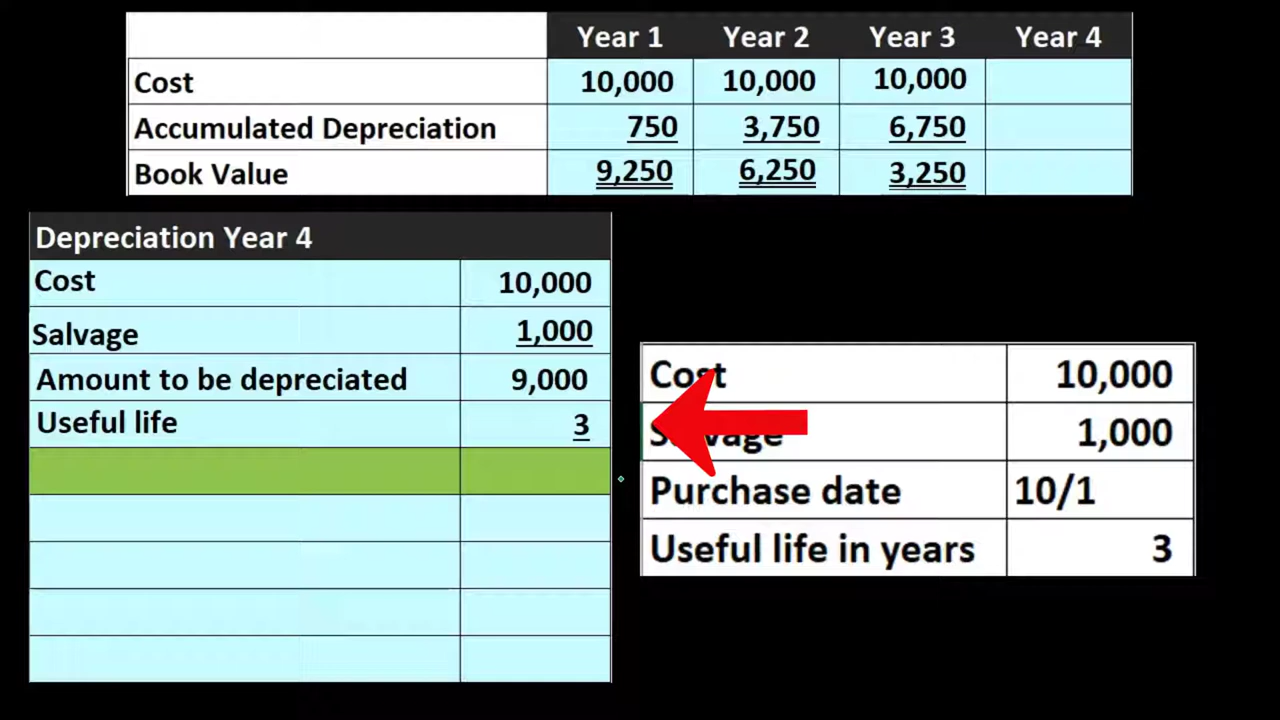 Year 1 Year 2 Year 3 Year 4
Cost 10,000 10,000 10,000
Accumulated Depreciation 750 3,750 6,750
Book Value 9,250 6,250 3,250
Depreciation Year 4
Cost 10,000
Salvage 1,000
Amount to be depreciated 9,000
Useful life 3
Cost 10,000
Salvage 1,000
Purchase date 10/1
Useful life in years 3